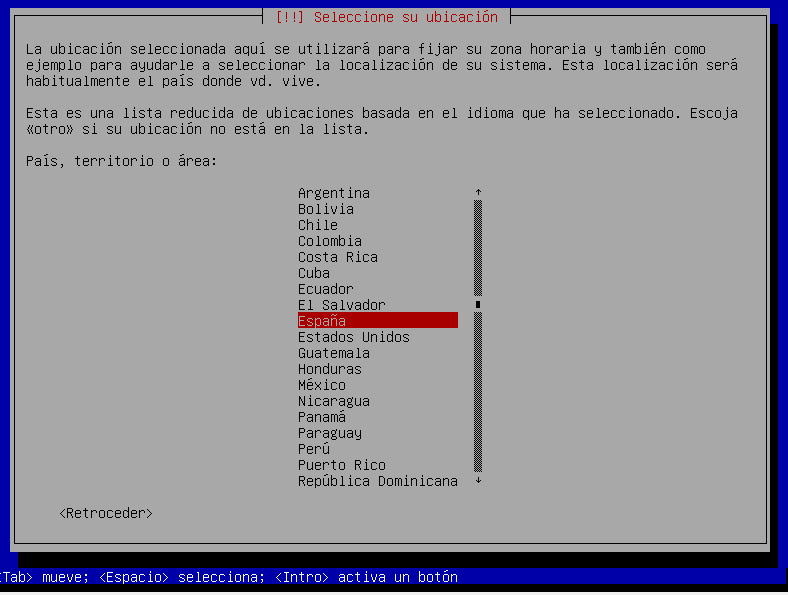 [!!] Seleccione su ubicación
La ubicación seleccionada aquí se utilizará para fijar su zona horaria y también como
ejemplo para ayudarle a seleccionar la localización de su sistema. Esta localización será
habitualmente el país donde vd. vive.
Esta es una lista reducida de ubicaciones basada en el idioma que ha seleccionado. Escoja
«otro» si su ubicación no está en la lista.
País, territorio o área:
Argentina
Bolivia
Chile
Colombia
Costa Rica
Cuba
Ecuador
El Salvador
España
Estados Unidos
Guatemala
Honduras
México
Nicaragua
Panamá
Paraguay
Perú
Puerto Rico
República Dominicana
<Retroceder>
<Tab> mueve; <Espacio> selecciona; <Intro> activa un botón